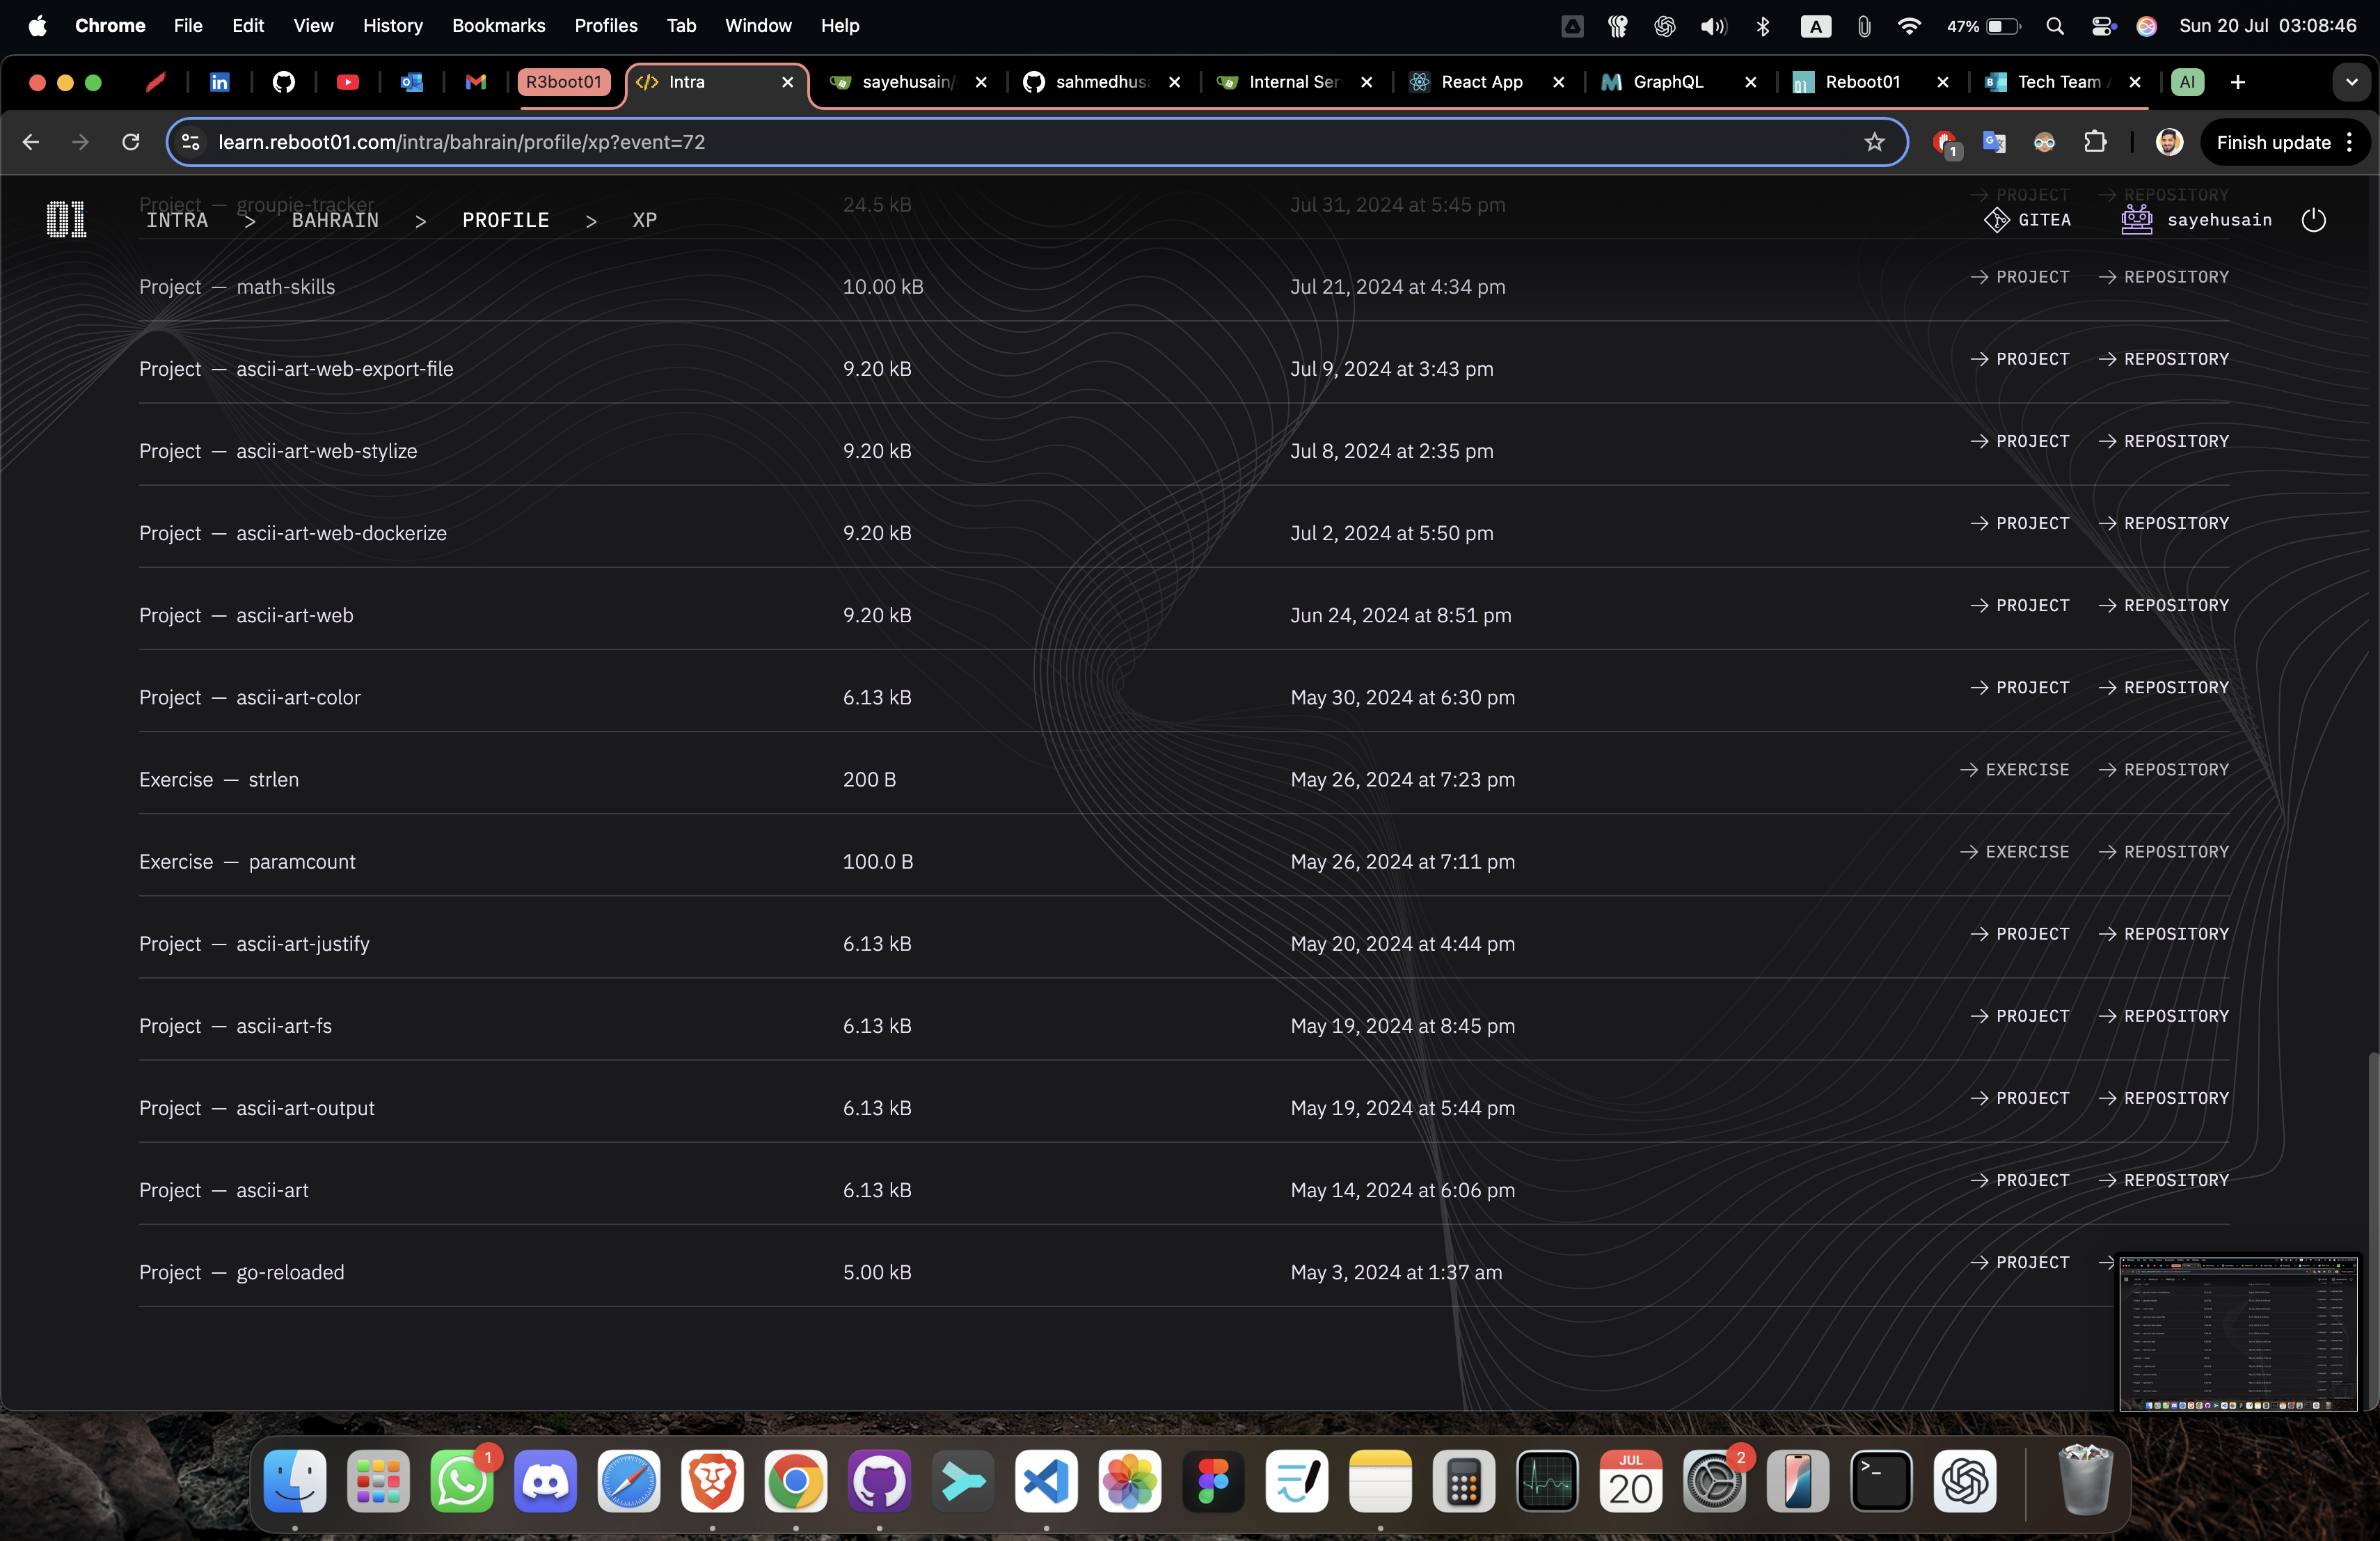 Chrome File Edit View History Bookmarks Profiles Tab Window Help A 47% Sun 20 Jul 03:08:46
R3boot01 Intra sayehusain/ sahmedhusa Internal Ser React App GraphQL Reboot01 Tech Team AI
learn.reboot01.com/intra/bahrain/profile/xp?event=72 1 Finish update
Project — groupie-tracker 24.5 kB Jul 31, 2024 at 5:45 pm → PROJECT → REPOSITORY
01 INTRA > BAHRAIN > PROFILE > XP GITEA sayehusain
Project — math-skills 10.00 kB Jul 21, 2024 at 4:34 pm → PROJECT → REPOSITORY
Project — ascii-art-web-export-file 9.20 kB Jul 9, 2024 at 3:43 pm → PROJECT → REPOSITORY
Project — ascii-art-web-stylize 9.20 kB Jul 8, 2024 at 2:35 pm → PROJECT → REPOSITORY
Project — ascii-art-web-dockerize 9.20 kB Jul 2, 2024 at 5:50 pm → PROJECT → REPOSITORY
Project — ascii-art-web 9.20 kB Jun 24, 2024 at 8:51 pm → PROJECT → REPOSITORY
Project — ascii-art-color 6.13 kB May 30, 2024 at 6:30 pm → PROJECT → REPOSITORY
Exercise — strlen 200 B May 26, 2024 at 7:23 pm → EXERCISE → REPOSITORY
Exercise — paramcount 100.0 B May 26, 2024 at 7:11 pm → EXERCISE → REPOSITORY
Project — ascii-art-justify 6.13 kB May 20, 2024 at 4:44 pm → PROJECT → REPOSITORY
Project — ascii-art-fs 6.13 kB May 19, 2024 at 8:45 pm → PROJECT → REPOSITORY
Project — ascii-art-output 6.13 kB May 19, 2024 at 5:44 pm → PROJECT → REPOSITORY
Project — ascii-art 6.13 kB May 14, 2024 at 6:06 pm → PROJECT → REPOSITORY
Project — go-reloaded 5.00 kB May 3, 2024 at 1:37 am → PROJECT →
1 JUL 20 2